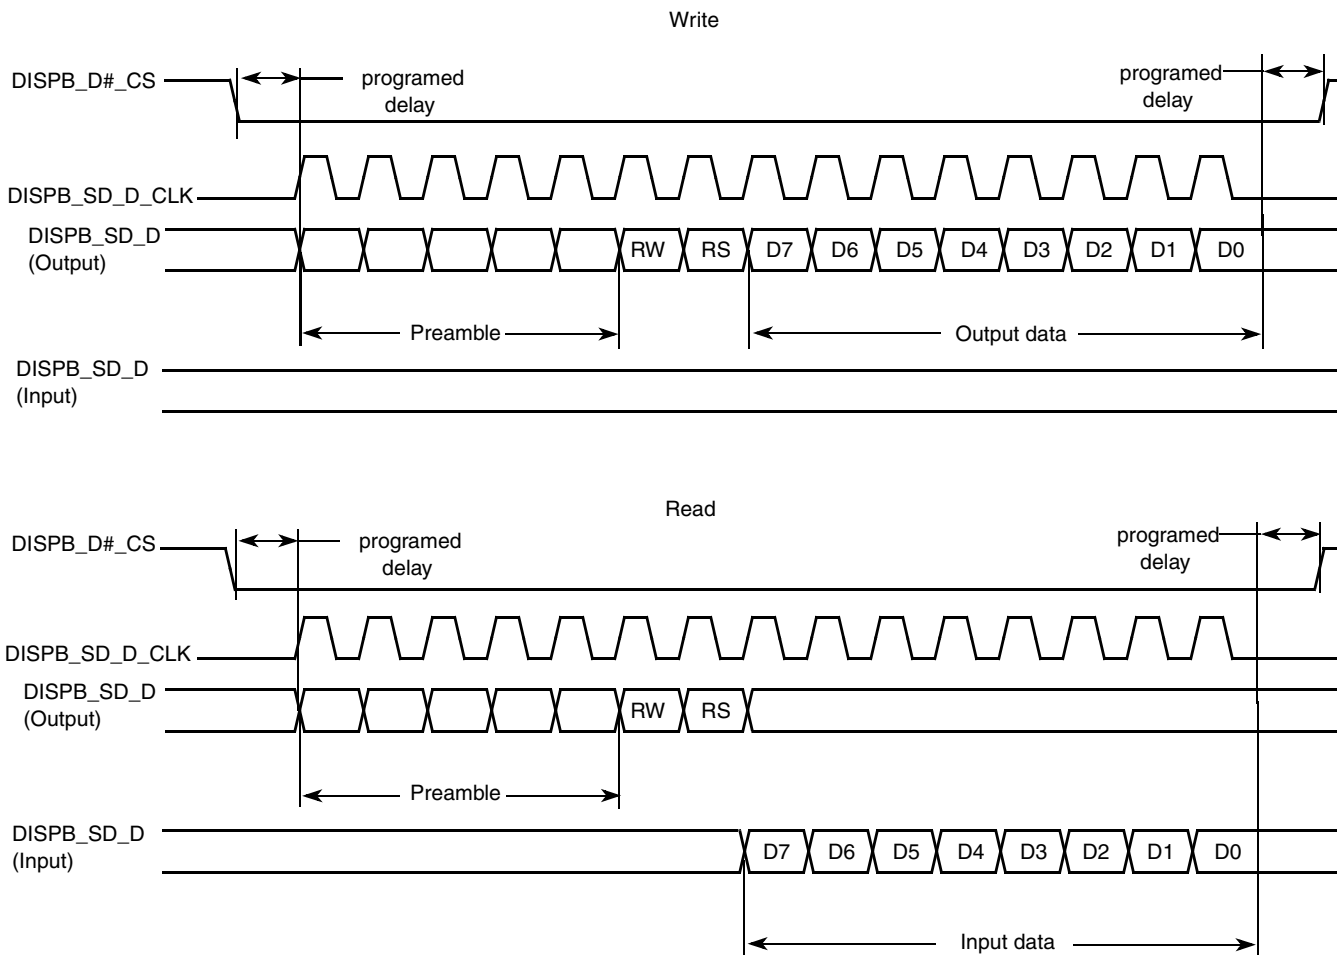 Write
DISPB_D#_CS
programed
delay
programed
delay
DISPB_SD_D_CLK
DISPB_SD_D
(Output)
RW RS D7 D6 D5 D4 D3 D2 D1 D0
Preamble
Output data
DISPB_SD_D
(Input)
Read
DISPB_D#_CS
programed
delay
programed
delay
DISPB_SD_D_CLK
DISPB_SD_D
(Output)
RW RS
Preamble
DISPB_SD_D
(Input)
D7 D6 D5 D4 D3 D2 D1 D0
Input data